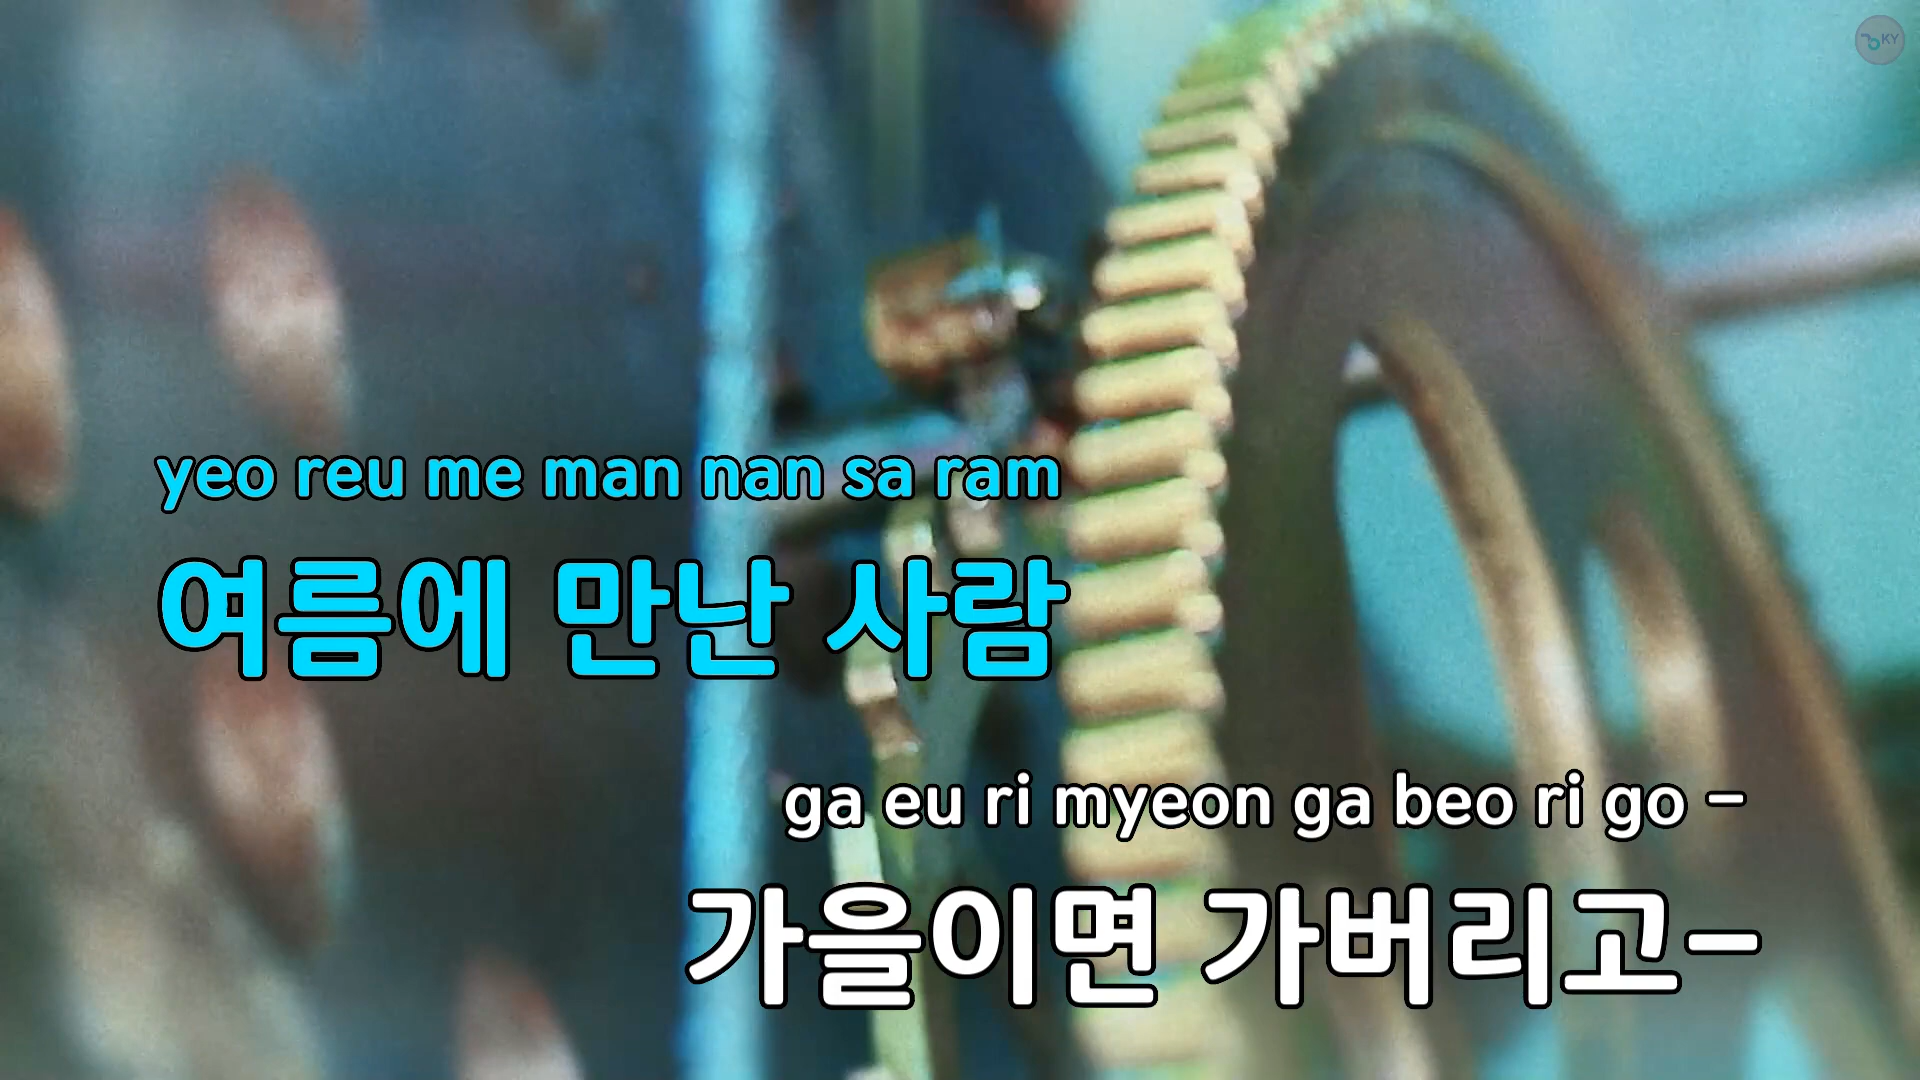 KY
yeo reu me man nan sa ram
여름에 만난 사람
ga eu ri myeon ga beo ri go -
가을이면 가버리고-